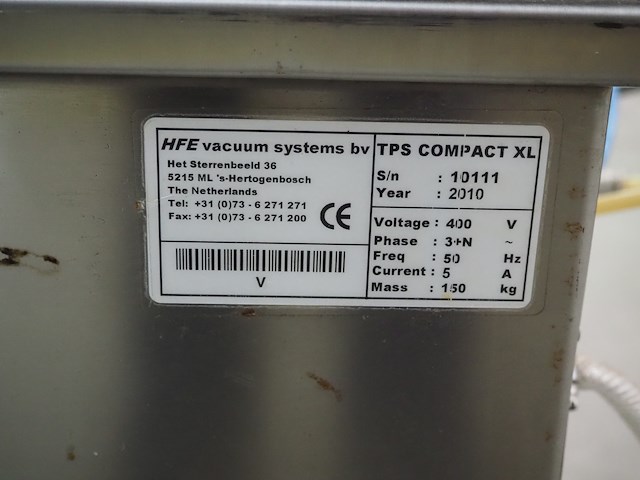 HFE vacuum systems bv
Het Sterrenbeeld 36
5215 ML 's-Hertogenbosch
The Netherlands
Tel: +31 (0)73 - 6 271 271
Fax: +31 (0)73 - 6 271 200
CE
V
TPS COMPACT XL
S/n : 10111
Year : 2010
Voltage : 400 V
Phase : 3+N ~
Freq : 50 Hz
Current : 5 A
Mass : 150 kg